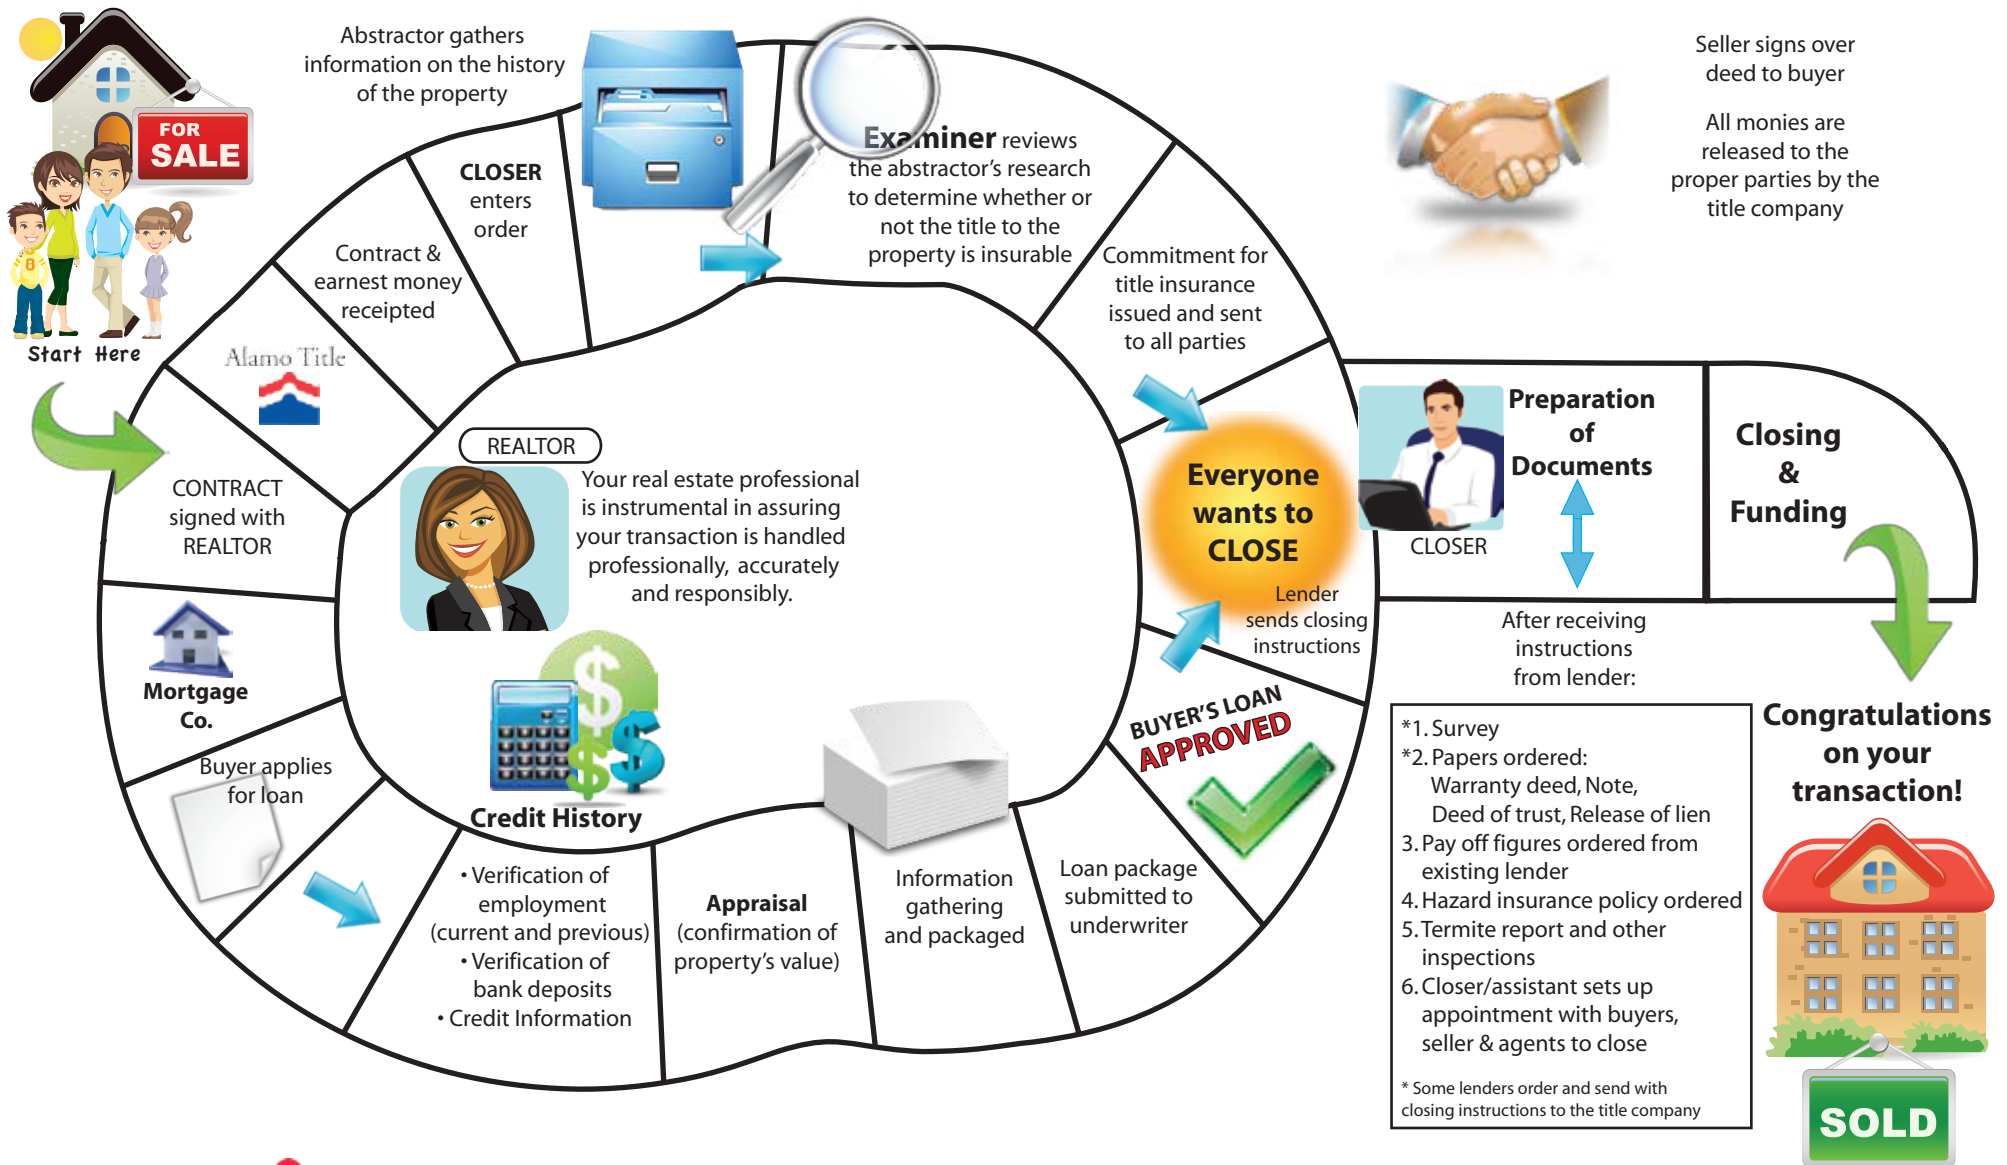 FOR
SALE
Start Here
CONTRACT
signed with
REALTOR
Alamo Title
Contract &
earnest money
receipted
CLOSER
enters
order
Abstractor gathers
information on the history
of the property
Examiner reviews
the abstractor's research
to determine whether or
not the title to the
property is insurable
Commitment for
title insurance
issued and sent
to all parties
Mortgage
Co.
Buyer applies
for loan
Credit History
• Verification of
employment
(current and previous)
• Verification of
bank deposits
• Credit Information
Appraisal
(confirmation of
property's value)
Information
gathering
and packaged
Loan package
submitted to
underwriter
BUYER'S LOAN
APPROVED
REALTOR
Your real estate professional
is instrumental in assuring
your transaction is handled
professionally, accurately
and responsibly.
Everyone
wants to
CLOSE
Lender
sends closing
instructions
CLOSER
Preparation
of
Documents
After receiving
instructions
from lender:
*1. Survey
*2. Papers ordered:
Warranty deed, Note,
Deed of trust, Release of lien
3. Pay off figures ordered from
existing lender
4. Hazard insurance policy ordered
5. Termite report and other
inspections
6. Closer/assistant sets up
appointment with buyers,
seller & agents to close
* Some lenders order and send with
closing instructions to the title company
Closing
&
Funding
Seller signs over
deed to buyer
All monies are
released to the
proper parties by the
title company
Congratulations
on your
transaction!
SOLD